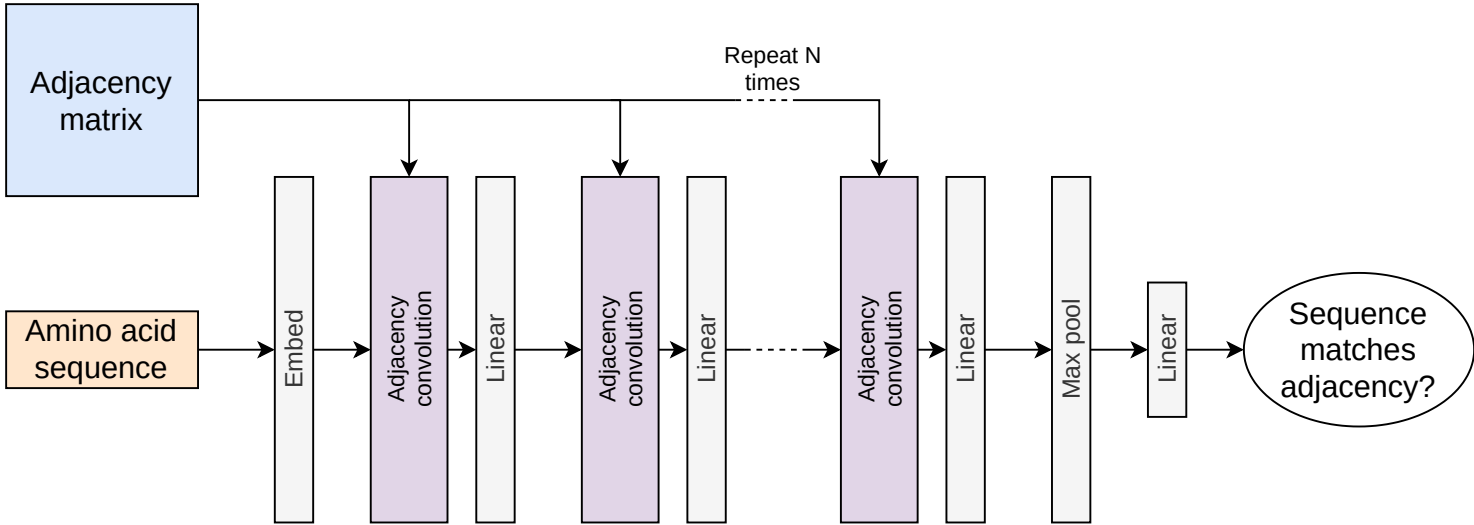 Adjacency
matrix
Repeat N
times
Amino acid
sequence
Embed
Adjacency
convolution
Linear
Adjacency
convolution
Linear
Adjacency
convolution
Linear
Max pool
Linear
Sequence
matches
adjacency?